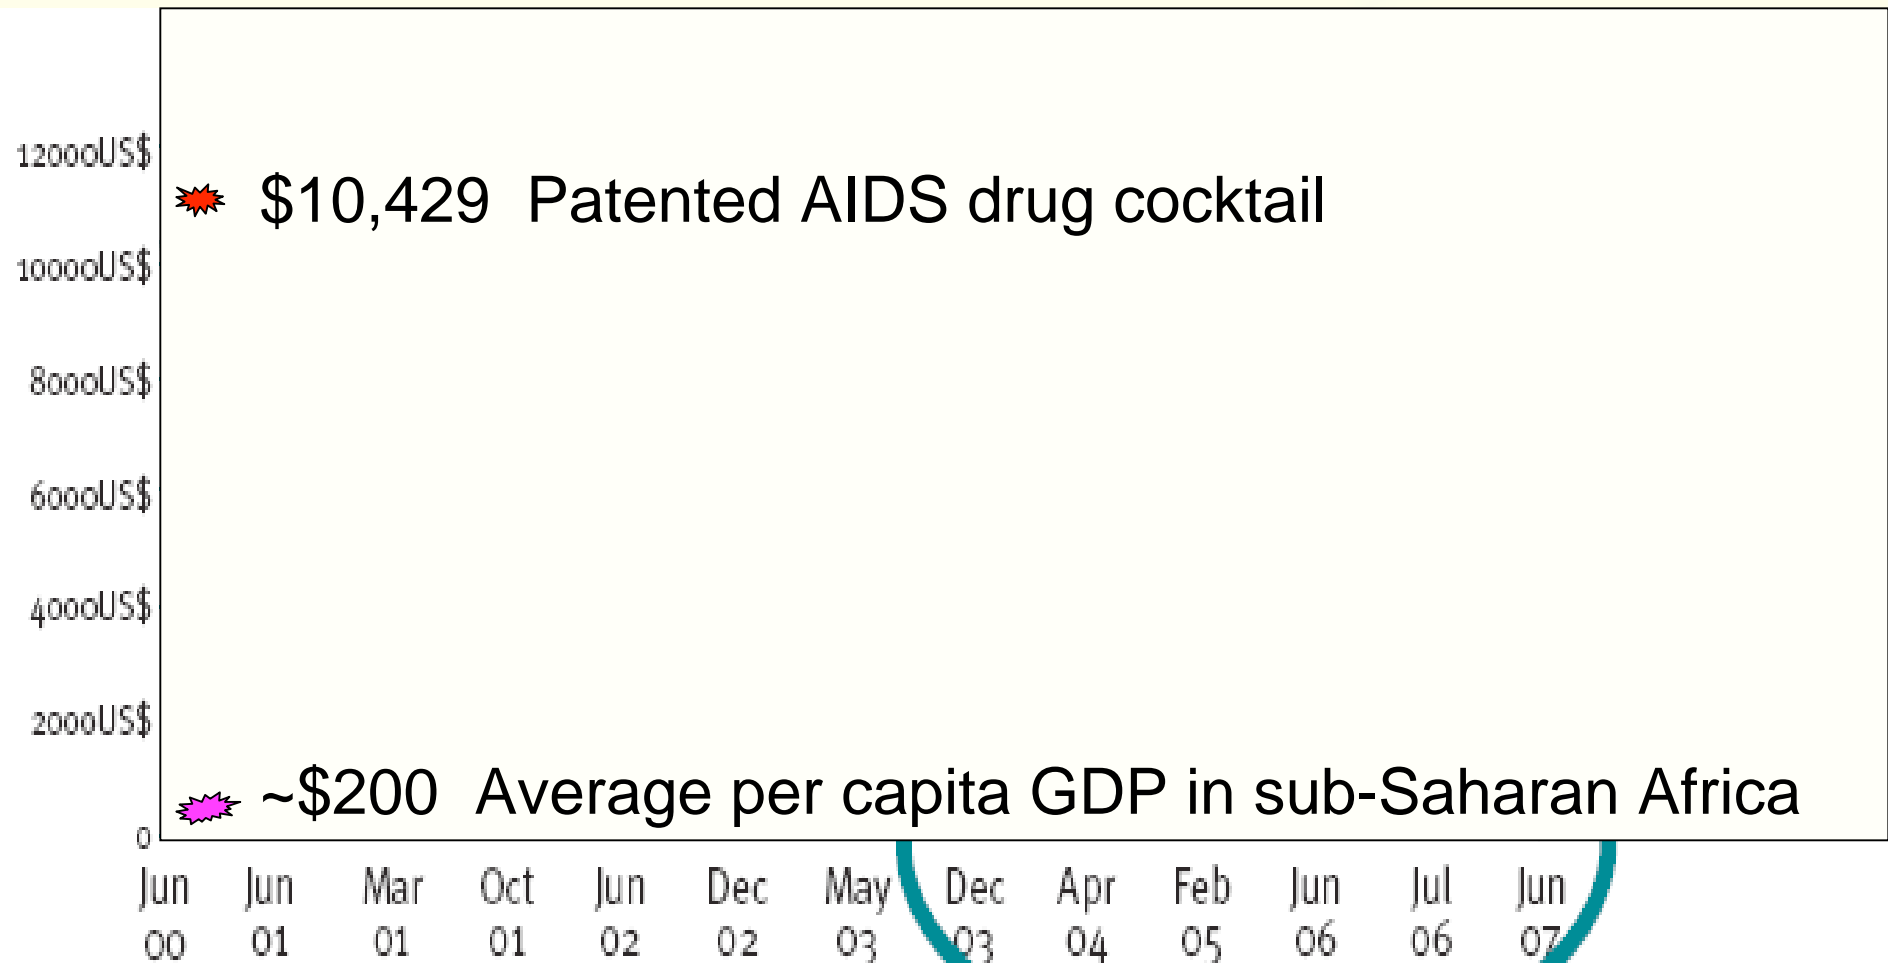 12000US$
$10,429 Patented AIDS drug cocktail
10000US$
8000US$
6000US$
4000US$
2000US$
~$200 Average per capita GDP in sub-Saharan Africa
0
Jun Jun Mar Oct Jun Dec May Dec Apr Feb Jun Jul Jun
00 01 01 01 02 02 03 03 04 05 06 06 07